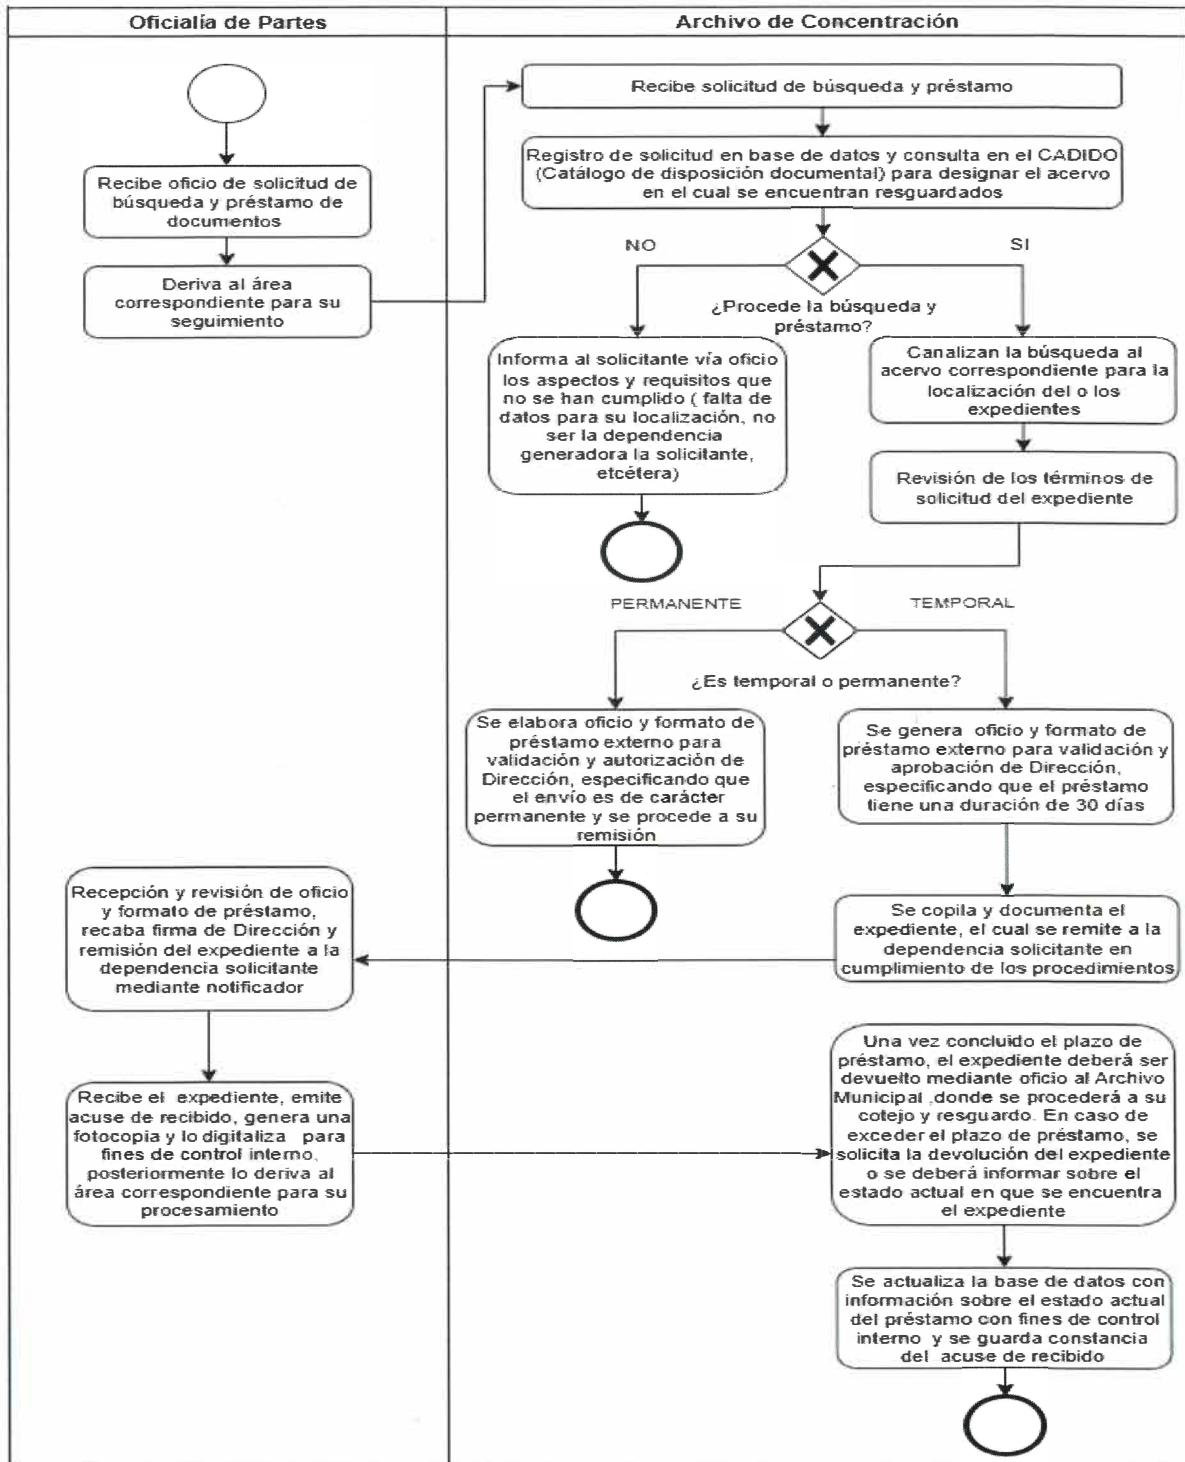 Oficialía de Partes
Archivo de Concentración
Recibe oficio de solicitud de
búsqueda y préstamo de
documentos
Deriva al área
correspondiente para su
seguimiento
Recibe solicitud de búsqueda y préstamo
Registro de solicitud en base de datos y consulta en el CADIDO
(Catálogo de disposición documental) para designar el acervo
en el cual se encuentran resguardados
NO
SI
¿Procede la búsqueda y
préstamo?
Informa al solicitante vía oficio
los aspectos y requisitos que
no se han cumplido ( falta de
datos para su localización, no
ser la dependencia
generadora la solicitante,
etcétera)
Canalizan la búsqueda al
acervo correspondiente para la
localización del o los
expedientes
Revisión de los términos de
solicitud del expediente
PERMANENTE
TEMPORAL
¿Es temporal o permanente?
Se elabora oficio y formato de
préstamo externo para
validación y autorización de
Dirección, especificando que
el envío es de carácter
permanente y se procede a su
remisión
Se genera oficio y formato de
préstamo externo para validación y
aprobación de Dirección,
especificando que el préstamo
tiene una duración de 30 días
Se copila y documenta el
expediente, el cual se remite a la
dependencia solicitante en
cumplimiento de los procedimientos
Recepción y revisión de oficio
y formato de préstamo,
recaba firma de Dirección y
remisión del expediente a la
dependencia solicitante
mediante notificador
Recibe el expediente, emite
acuse de recibido, genera una
fotocopia y lo digitaliza para
fines de control interno,
posteriormente lo deriva al
área correspondiente para su
procesamiento
Una vez concluido el plazo de
préstamo, el expediente deberá ser
devuelto mediante oficio al Archivo
Municipal ,donde se procederá a su
cotejo y resguardo. En caso de
exceder el plazo de préstamo, se
solicita la devolución del expediente
o se deberá informar sobre el
estado actual en que se encuentra
el expediente
Se actualiza la base de datos con
información sobre el estado actual
del préstamo con fines de control
interno y se guarda constancia
del acuse de recibido